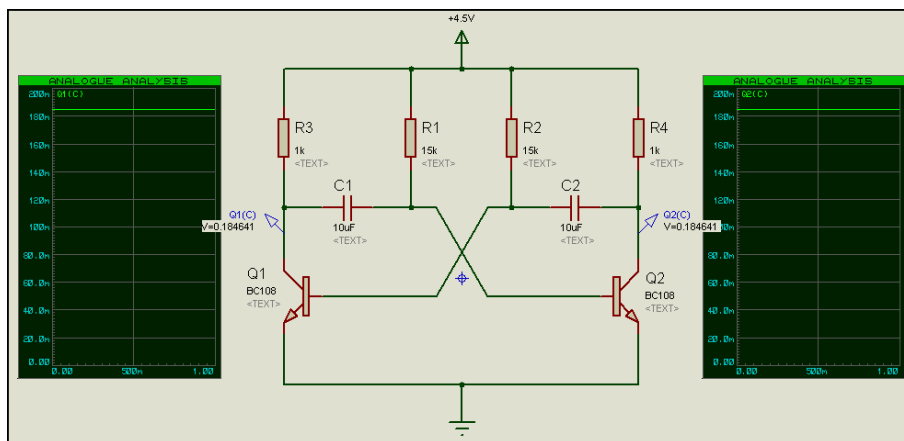 +4.5V
ANALOGUE ANALYSIS
200m
Q1(C)
180m
160m
140m
120m
100m
80.0m
60.0m
40.0m
20.0m
0.00
0.00 500m 1.00
R3
1k
<TEXT>
R1
15k
<TEXT>
R2
15k
<TEXT>
R4
1k
<TEXT>
C1
10uF
<TEXT>
C2
10uF
<TEXT>
Q1(C)
V=0.184641
Q2(C)
V=0.184641
Q1
BC108
<TEXT>
Q2
BC108
<TEXT>
ANALOGUE ANALYSIS
200m
Q2(C)
180m
160m
140m
120m
100m
80.0m
60.0m
40.0m
20.0m
0.00
0.00 500m 1.00